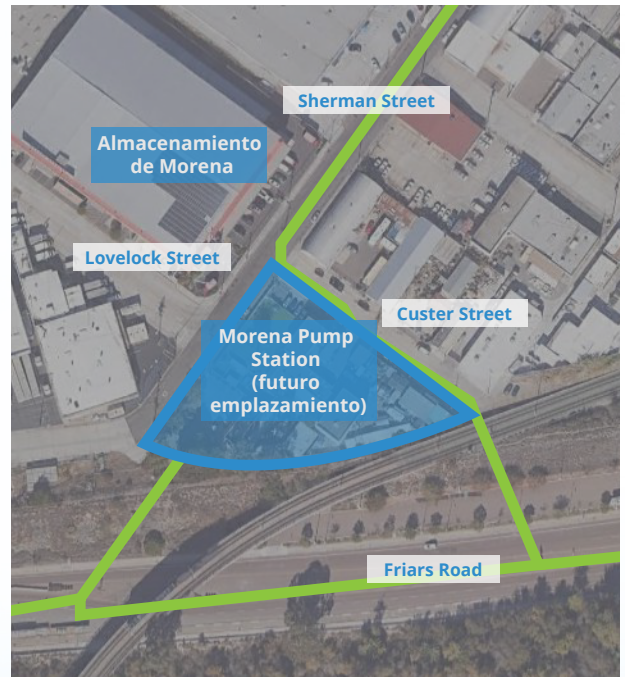 Sherman Street
Almacenamiento
de Morena
Lovelock Street
Custer Street
Morena Pump
Station
(futuro
emplazamiento)
Friars Road